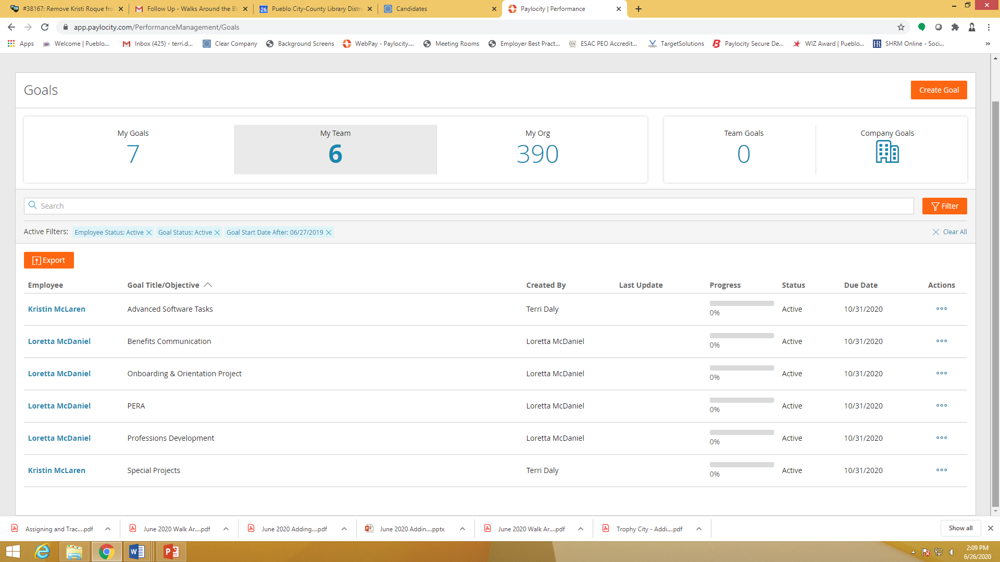 #38167: Remove Kristi Roque fro
Follow Up - Walks Around the Bl
26 Pueblo City-County Library Distri
Candidates
Paylocity | Performance
app.paylocity.com/PerformanceManagement/Goals
Apps
Welcome | Pueblo...
Inbox (425) - terri.d...
Clear Company
Background Screens
WebPay - Paylocity....
Meeting Rooms
Employer Best Pract...
ESAC ESAC PEO Accredit...
TargetSolutions
Paylocity Secure De...
WIZ Award | Pueblo...
HR SHRM Online - Soci...
»
Goals
Create Goal
My Goals
7
My Team
6
My Org
390
Team Goals
0
Company Goals
Search
Filter
Active Filters: Employee Status: Active Goal Status: Active Goal Start Date After: 06/27/2019
Clear All
Export
Employee Goal Title/Objective Created By Last Update Progress Status Due Date Actions
Kristin McLaren Advanced Software Tasks Terri Daly 0% Active 10/31/2020
Loretta McDaniel Benefits Communication Loretta McDaniel 0% Active 10/31/2020
Loretta McDaniel Onboarding & Orientation Project Loretta McDaniel 0% Active 10/31/2020
Loretta McDaniel PERA Loretta McDaniel 0% Active 10/31/2020
Loretta McDaniel Professions Development Loretta McDaniel 0% Active 10/31/2020
Kristin McLaren Special Projects Terri Daly 0% Active 10/31/2020
Assigning and Trac....pdf
June 2020 Walk Ar....pdf
June 2020 Adding....pdf
June 2020 Addin....pptx
June 2020 Walk Ar....pdf
Trophy City - Addi....pdf
Show all
2:09 PM
6/26/2020